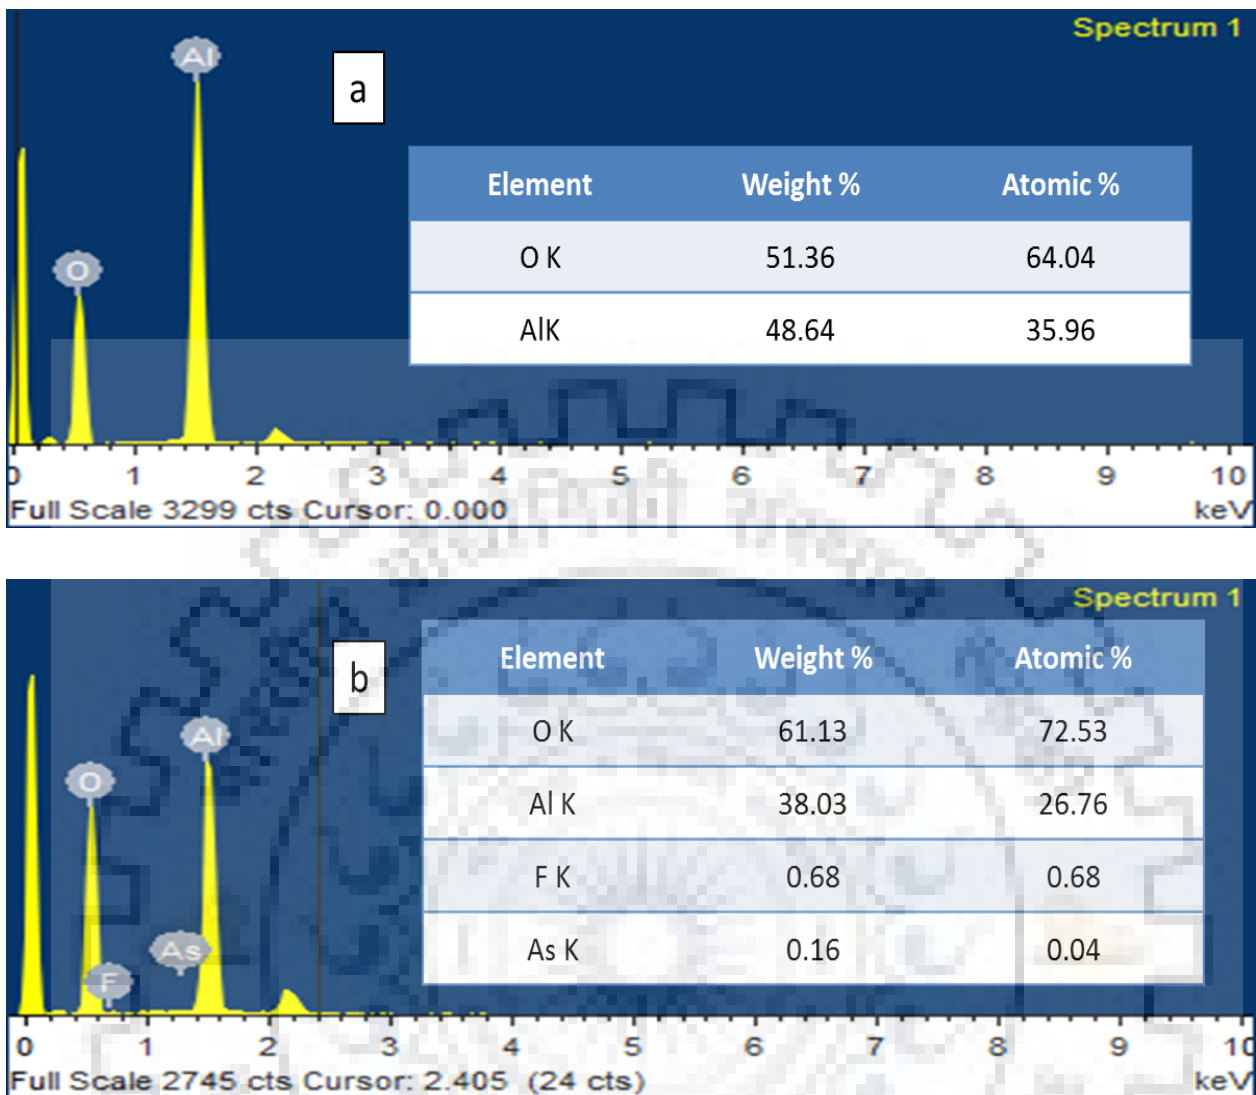 Spectrum 1
Al
a
O
Element Weight % Atomic %
O K 51.36 64.04
AlK 48.64 35.96
0 1 2 3 4 5 6 7 8 9 10
Full Scale 3299 cts Cursor: 0.000 keV
Spectrum 1
b
Al
O
As
F
Element Weight % Atomic %
O K 61.13 72.53
Al K 38.03 26.76
F K 0.68 0.68
As K 0.16 0.04
0 1 2 3 4 5 6 7 8 9 10
Full Scale 2745 cts Cursor: 2.405 (24 cts) keV